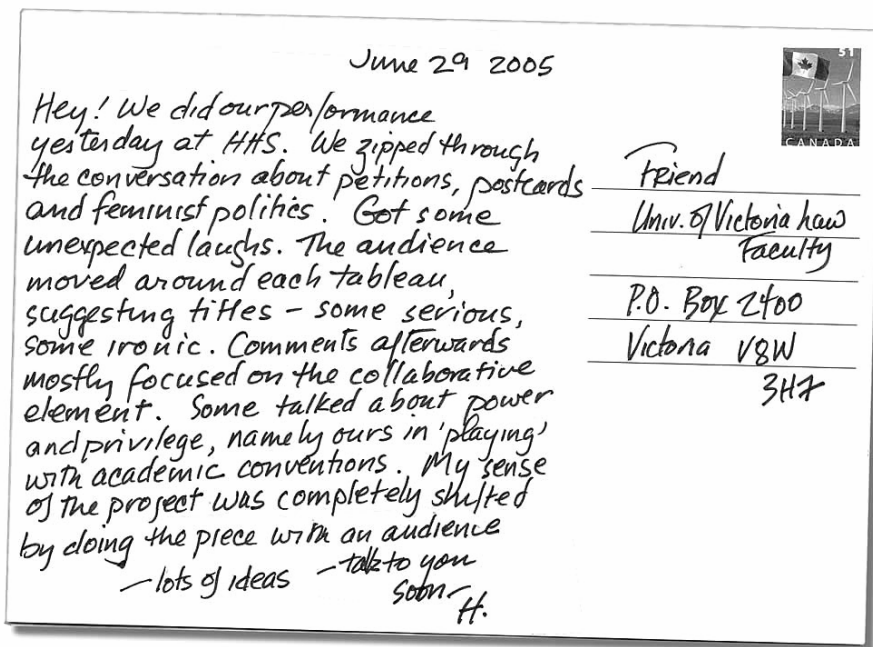 June 29 2005
Hey! We did our performance
yesterday at HHS. We zipped through
the conversation about petitions, postcards
and feminist politics. Got some
unexpected laughs. The audience
moved around each tableau,
suggesting titles – some serious,
some ironic. Comments afterwards
mostly focused on the collaborative
element. Some talked about power
and privilege, namely ours in 'playing'
with academic conventions. My sense
of the project was completely shifted
by doing the piece with an audience
– lots of ideas – talk to you
soon –
H.
$1
CANADA
Friend
Univ. of Victoria Law
Faculty
P.O. Box 2400
Victoria V8W
3H7